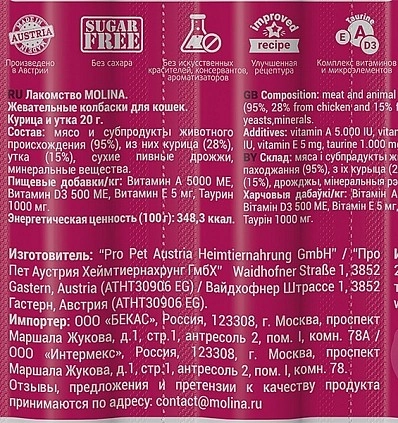 MADE IN
AUSTRIA
SUGAR
FREE
improved
recipe
Taurine
E A D3
Произведено
в Австрии
Без сахара
Без искусственных
красителей, консервантов,
ароматизаторов
Улучшенная
рецептура
Комплекс витаминов
и микроэлементов
RU Лакомство MOLINA.
Жевательные колбаски для кошек.
Курица и утка 20 г.
Состав: мясо и субпродукты животного
происхождения (95%), из них курица (28%),
утка (15%), сухие пивные дрожжи,
минеральные вещества.
Пищевые добавки/кг: Витамин А 5000 МЕ,
Витамин D3 500 МЕ, Витамин Е 5 мг, Таурин
1000 мг.
Энергетическая ценность (100 г): 348,3 ккал.
GB Composition: meat and animal
(95%, 28% from chicken and 15% f
yeasts,minerals.
Additives: vitamin A 5.000 IU, vitam
IU, vitamin E 5 mg, taurine 1.000 m
BY Склад: мяса і субпрадукты ж
паходжання (95%), з іх курыца (2
(15%), дрожджы, мінеральныя рэ
Харчовыя дабаўкі/кг: Вітамін А
Вітамін D3 500 МЕ, Вітамін Е 5 мг,
Таурін 1000 мг.
Изготовитель: "Pro Pet Austria Heimtiernahrung GmbH" / "Про
Пет Аустрия Хеймтиернахрунг ГмбХ" Waidhofner Straße 1, 3852
Gastern, Austria (ATHT30906 EG) / Вайдхофнер Штрассе 1, 3852
Гастерн, Австрия (ATHT30906 EG).
Импортер: ООО «БЕКАС», Россия, 123308, г. Москва, проспект
Маршала Жукова, д.1, стр.1, антресоль 2, пом. I, комн. 78А /
ООО «Интермекс», Россия, 123308, г. Москва, проспект
Маршала Жукова, д.1, стр.1, антресоль 2, пом. I, комн. 78.
Отзывы, предложения и претензии к качеству продукта
принимаются по адресу: contact@molina.ru